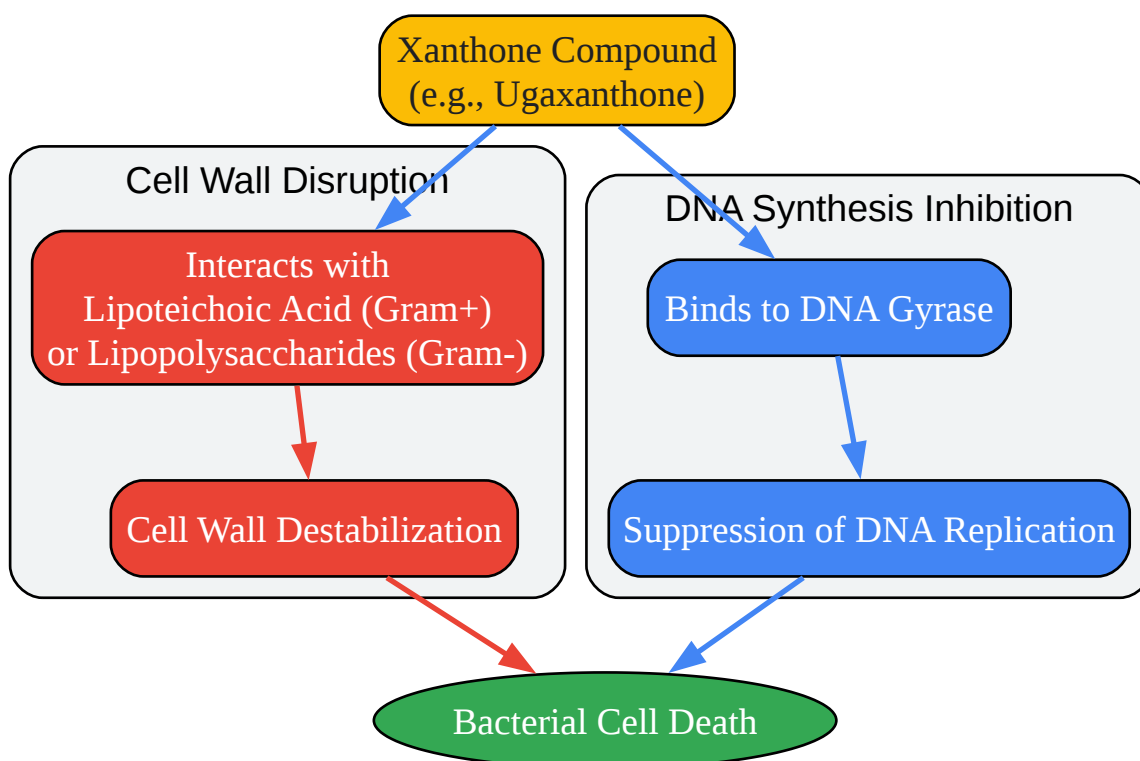 Xanthone Compound
(e.g., Ugaxanthone)
Cell Wall Disruption
Interacts with
Lipoteichoic Acid (Gram+)
or Lipopolysaccharides (Gram-)
Cell Wall Destabilization
DNA Synthesis Inhibition
Binds to DNA Gyrase
Suppression of DNA Replication
Bacterial Cell Death